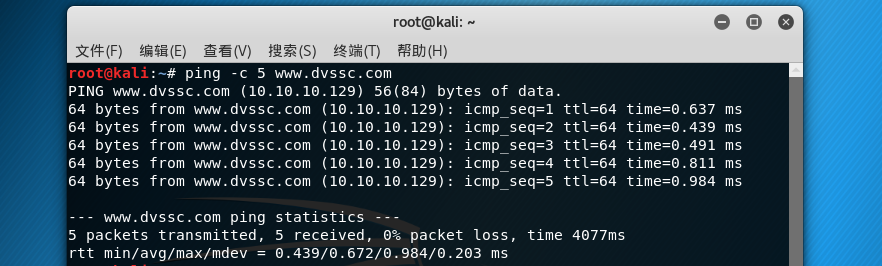 root@kali: ~
文件(F) 编辑(E) 查看(V) 搜索(S) 终端(T) 帮助(H)
root@kali:~# ping -c 5 www.dvssc.com
PING www.dvssc.com (10.10.10.129) 56(84) bytes of data.
64 bytes from www.dvssc.com (10.10.10.129): icmp_seq=1 ttl=64 time=0.637 ms
64 bytes from www.dvssc.com (10.10.10.129): icmp_seq=2 ttl=64 time=0.439 ms
64 bytes from www.dvssc.com (10.10.10.129): icmp_seq=3 ttl=64 time=0.491 ms
64 bytes from www.dvssc.com (10.10.10.129): icmp_seq=4 ttl=64 time=0.811 ms
64 bytes from www.dvssc.com (10.10.10.129): icmp_seq=5 ttl=64 time=0.984 ms
--- www.dvssc.com ping statistics ---
5 packets transmitted, 5 received, 0% packet loss, time 4077ms
rtt min/avg/max/mdev = 0.439/0.672/0.984/0.203 ms